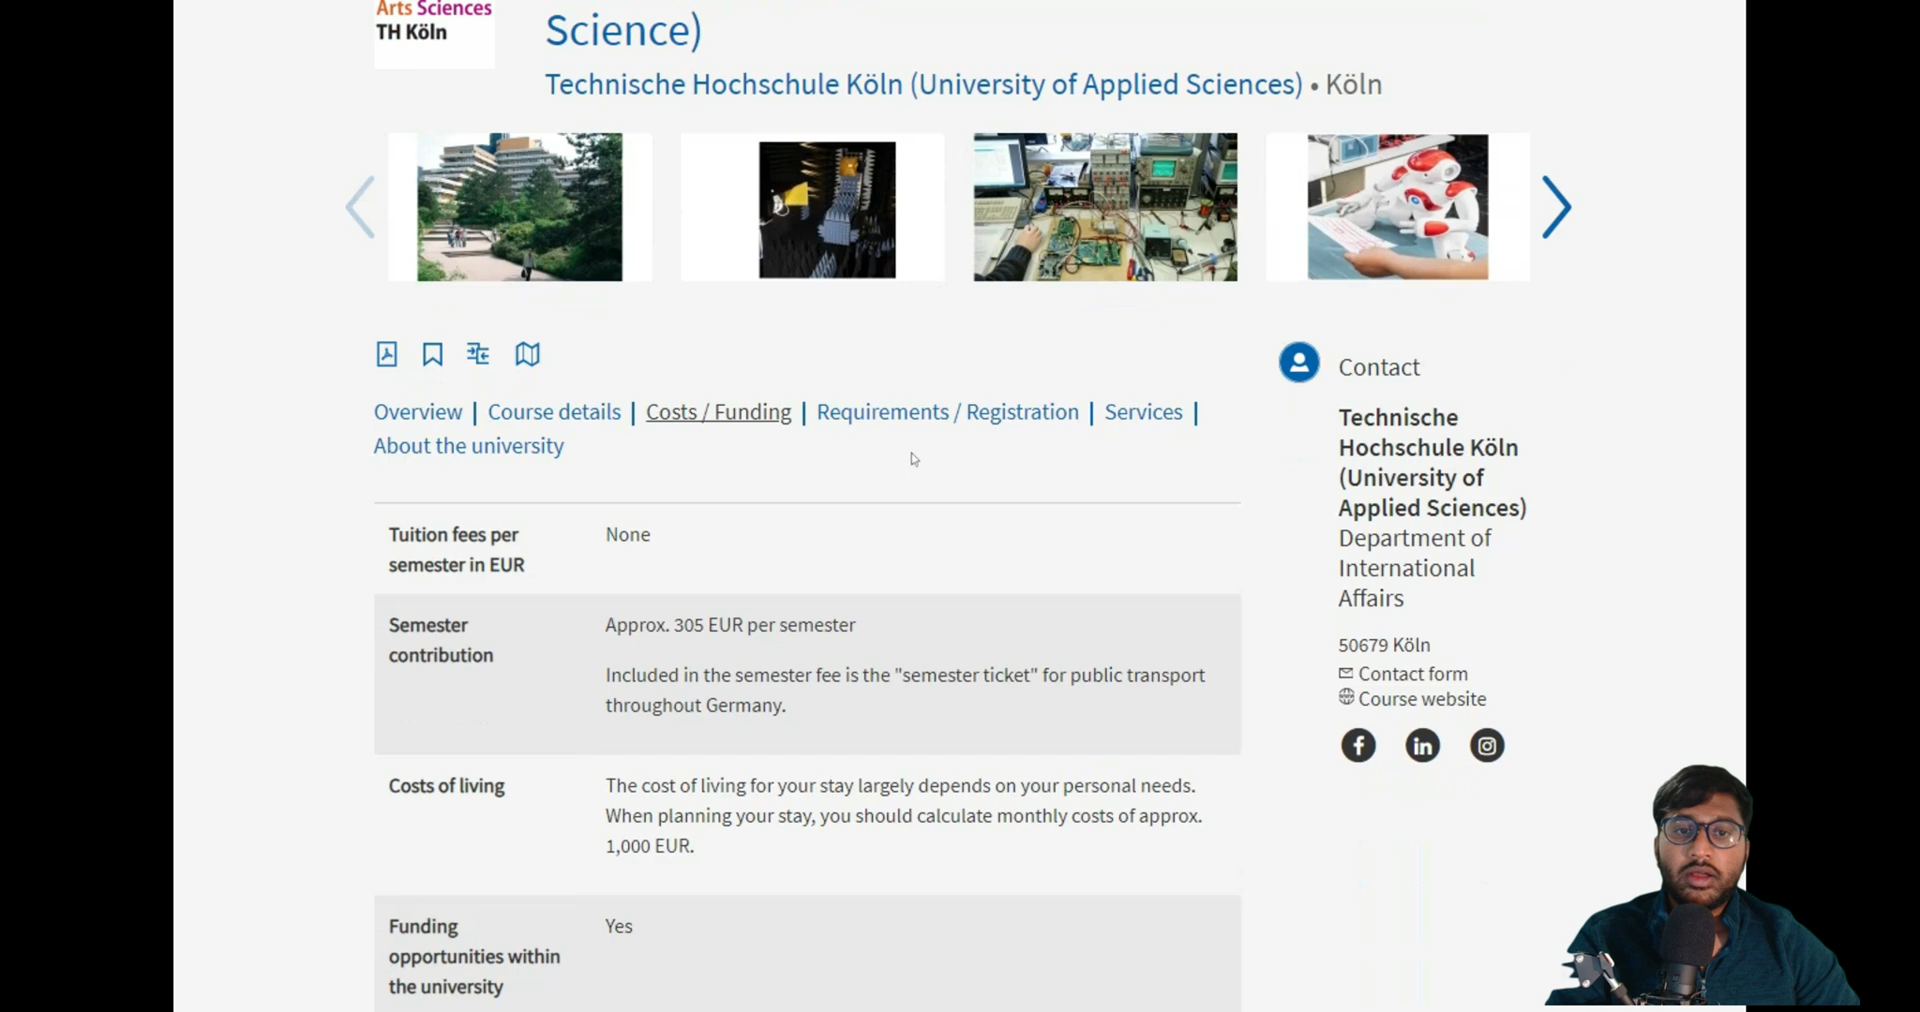 Arts Sciences
TH Köln
Science)
Technische Hochschule Köln (University of Applied Sciences) • Köln
Overview | Course details | Costs / Funding | Requirements / Registration | Services |
About the university
Tuition fees per
semester in EUR
None
Semester
contribution
Approx. 305 EUR per semester
Included in the semester fee is the "semester ticket" for public transport
throughout Germany.
Costs of living
The cost of living for your stay largely depends on your personal needs.
When planning your stay, you should calculate monthly costs of approx.
1,000 EUR.
Funding
opportunities within
the university
Yes
Contact
Technische
Hochschule Köln
(University of
Applied Sciences)
Department of
International
Affairs
50679 Köln
Contact form
Course website